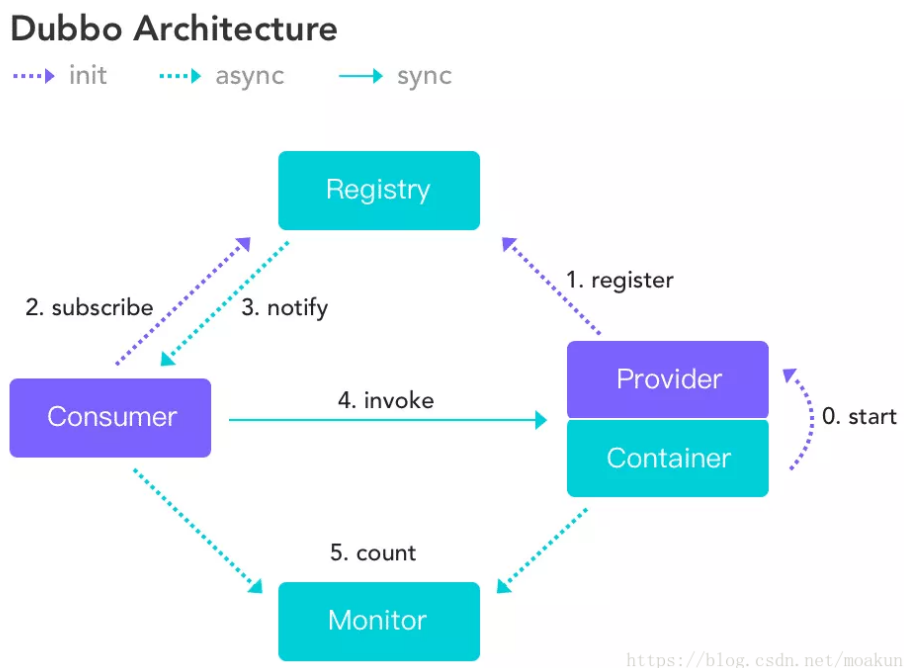 Dubbo Architecture
init async sync
Registry
1. register
2. subscribe 3. notify
Provider
Consumer 4. invoke 0. start
Container
5. count
Monitor
https://blog.csdn.net/moakun